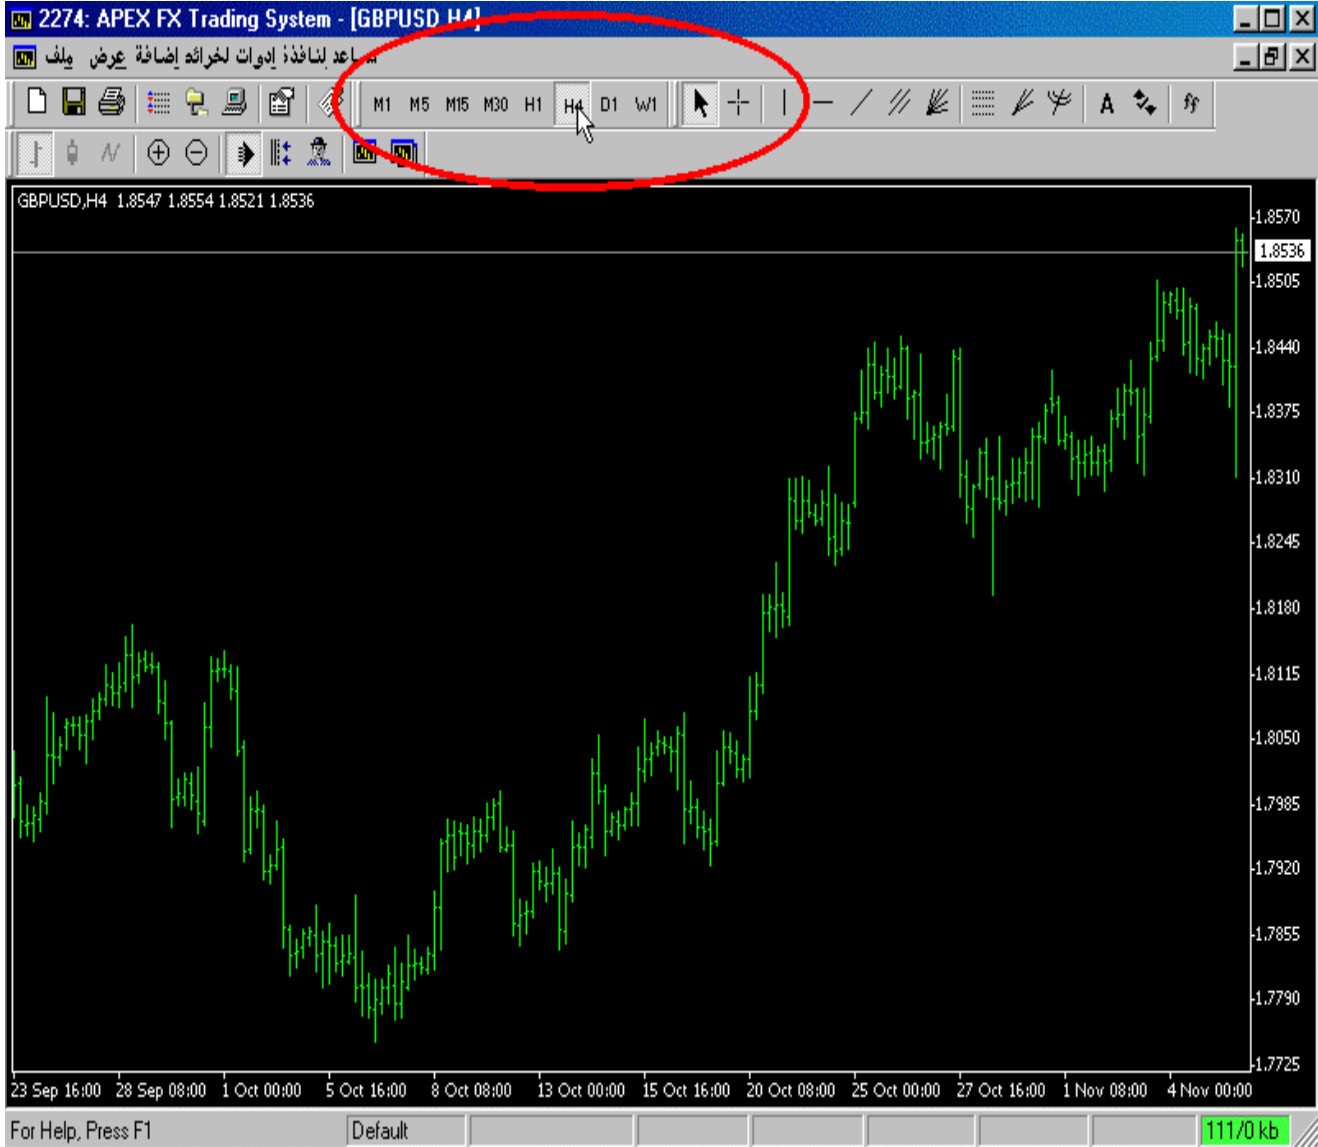 2274: APEX FX Trading System - [GBPUSD H4]
ملف عرض إضافة لخرائد إدوات لنافذة
M1 M5 M15 M30 H1 H4 D1 W1 A
GBPUSD,H4 1.8547 1.8554 1.8521 1.8536
1.8570
1.8536
1.8505
1.8440
1.8375
1.8310
1.8245
1.8180
1.8115
1.8050
1.7985
1.7920
1.7855
1.7790
1.7725
23 Sep 16:00 28 Sep 08:00 1 Oct 00:00 5 Oct 16:00 8 Oct 08:00 13 Oct 00:00 15 Oct 16:00 20 Oct 08:00 25 Oct 00:00 27 Oct 16:00 1 Nov 08:00 4 Nov 00:00
For Help, Press F1 Default 111/0 kb